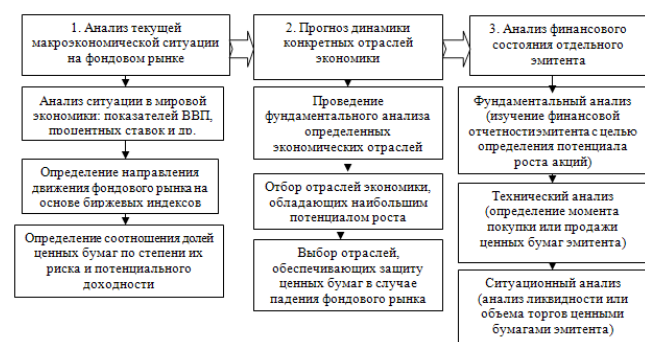 1. Анализ текущей
макроэкономической ситуации
на фондовом рынке
Анализ ситуации в мировой
экономики: показателей ВВП,
процентных ставок и др.
Определение направления
движения фондового рынка на
основе биржевых индексов
Определение соотношения долей
ценных бумаг по степени их
риска и потенциального
доходности
2. Прогноз динамики
конкретных отраслей
экономики
Проведение
фундаментального анализа
определенных
экономических отраслей
Отбор отраслей экономики,
обладающих наибольшим
потенциалом роста
Выбор отраслей,
обеспечивающих защиту
ценных бумаг в случае
падения фондового рынка
3. Анализ финансового
состояния отдельного
эмитента
Фундаментальный анализ
(изучение финансовой
отчетности эмитента с целью
определения потенциала
роста акций)
Технический анализ
(определение момента
покупки или продажи
ценных бумаг эмитента)
Ситуационный анализ
(анализ ликвидности или
объема торгов ценными
бумагами эмитента)